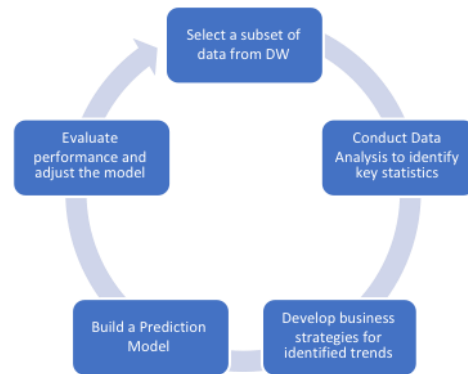 Select a subset of
data from DW
Conduct Data
Analysis to identify
key statistics
Develop business
strategies for
identified trends
Build a Prediction
Model
Evaluate
performance and
adjust the model